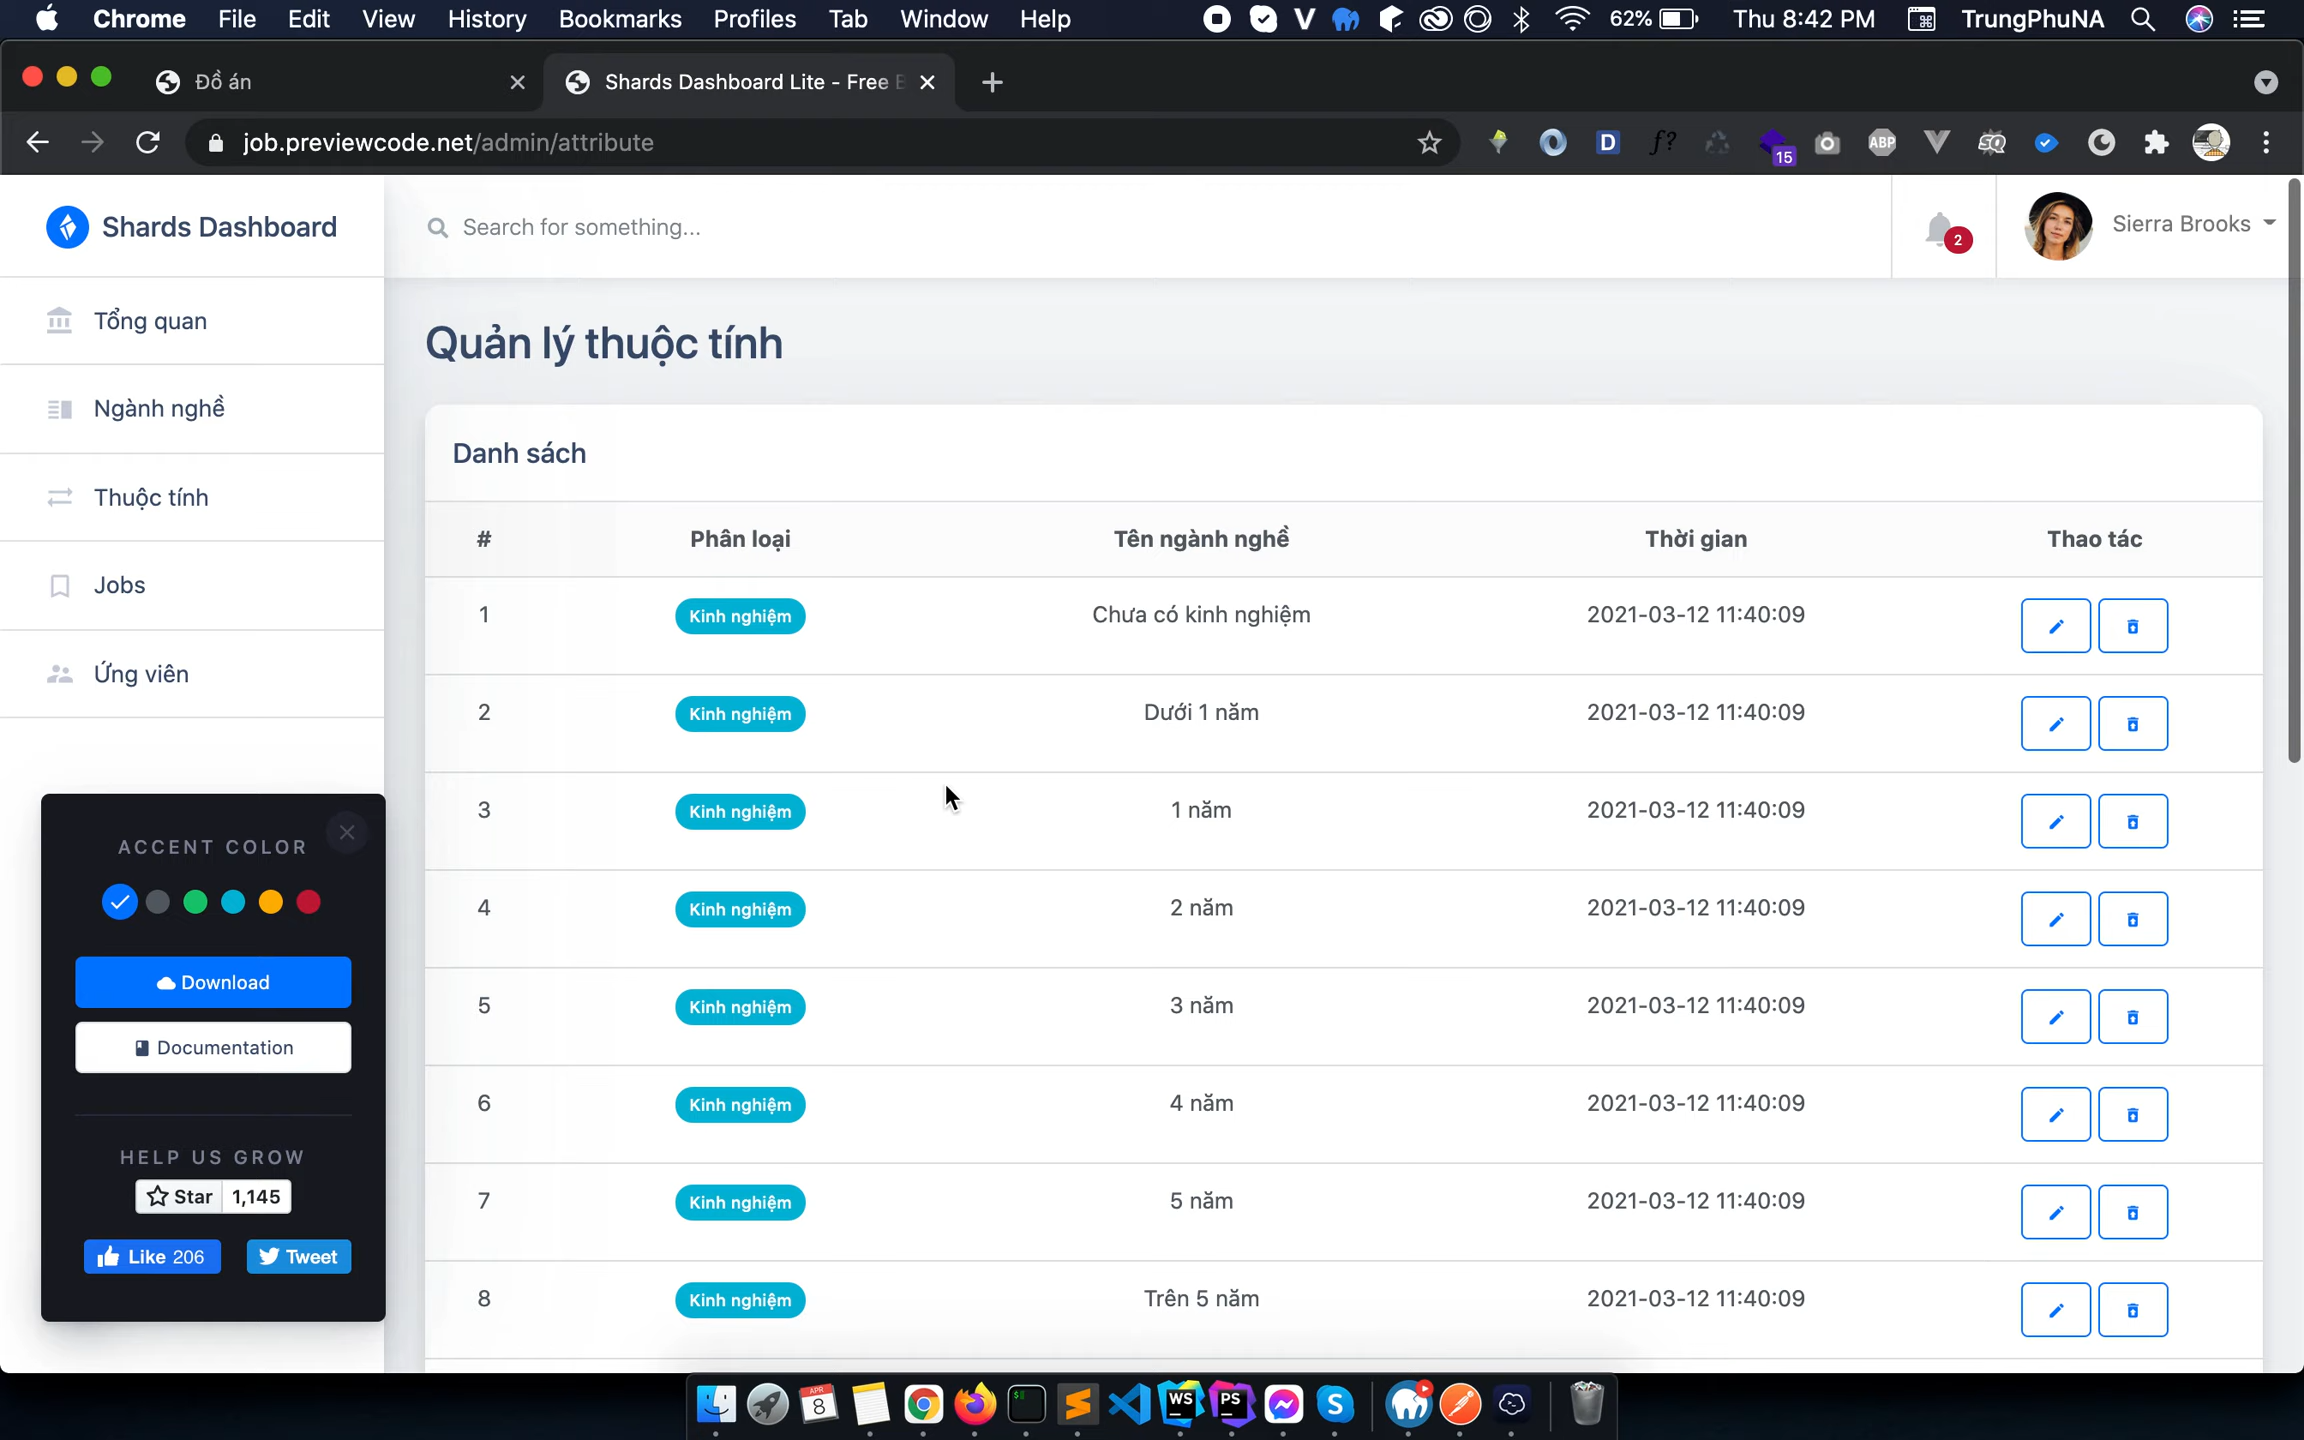 Chrome File Edit View History Bookmarks Profiles Tab Window Help 62% Thu 8:42 PM TrungPhuNA
Đồ án Shards Dashboard Lite - Free
job.previewcode.net/admin/attribute 15 ABP
Shards Dashboard
Search for something...
2
Sierra Brooks
Tổng quan
Ngành nghề
Thuộc tính
Jobs
Ứng viên
ACCENT COLOR
Download
Documentation
HELP US GROW
Star 1,145
Like 206 Tweet
Quản lý thuộc tính
Danh sách
# Phân loại Tên ngành nghề Thời gian Thao tác
1 Kinh nghiệm Chưa có kinh nghiệm 2021-03-12 11:40:09
2 Kinh nghiệm Dưới 1 năm 2021-03-12 11:40:09
3 Kinh nghiệm 1 năm 2021-03-12 11:40:09
4 Kinh nghiệm 2 năm 2021-03-12 11:40:09
5 Kinh nghiệm 3 năm 2021-03-12 11:40:09
6 Kinh nghiệm 4 năm 2021-03-12 11:40:09
7 Kinh nghiệm 5 năm 2021-03-12 11:40:09
8 Kinh nghiệm Trên 5 năm 2021-03-12 11:40:09
APR 8 WS PS